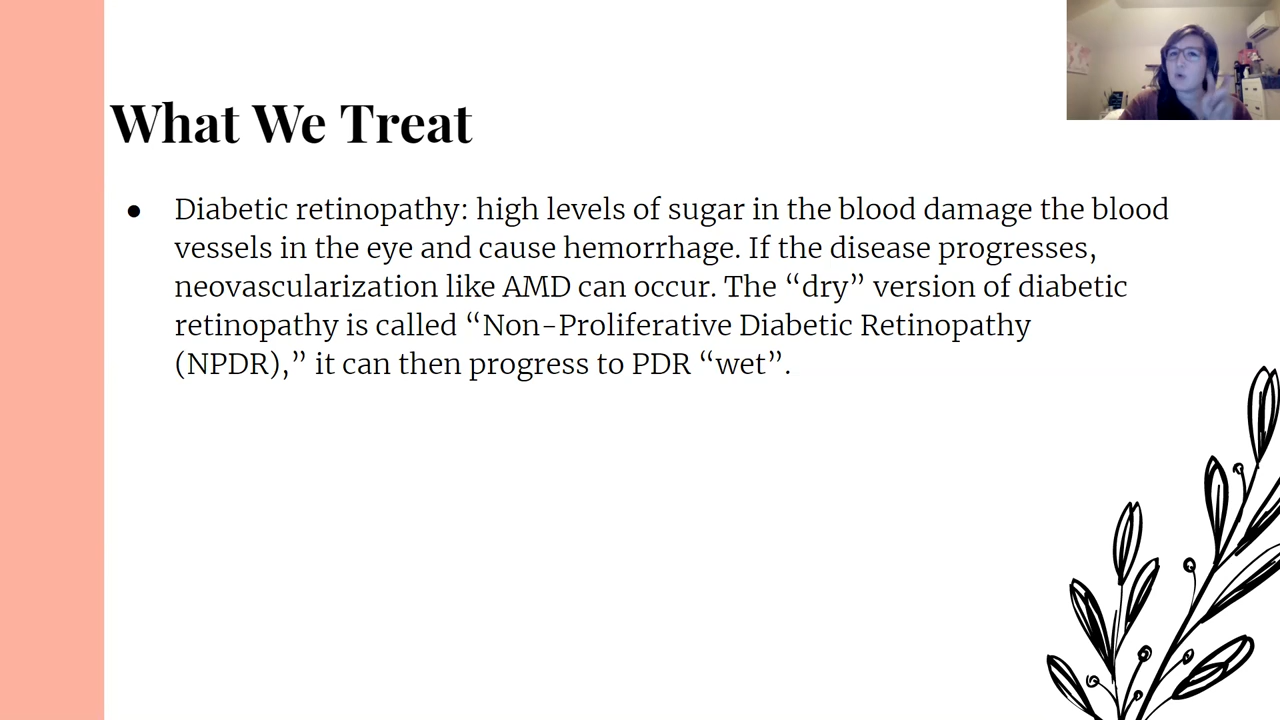 What We Treat
● Diabetic retinopathy: high levels of sugar in the blood damage the blood
vessels in the eye and cause hemorrhage. If the disease progresses,
neovascularization like AMD can occur. The “dry” version of diabetic
retinopathy is called “Non-Proliferative Diabetic Retinopathy
(NPDR),” it can then progress to PDR “wet”.